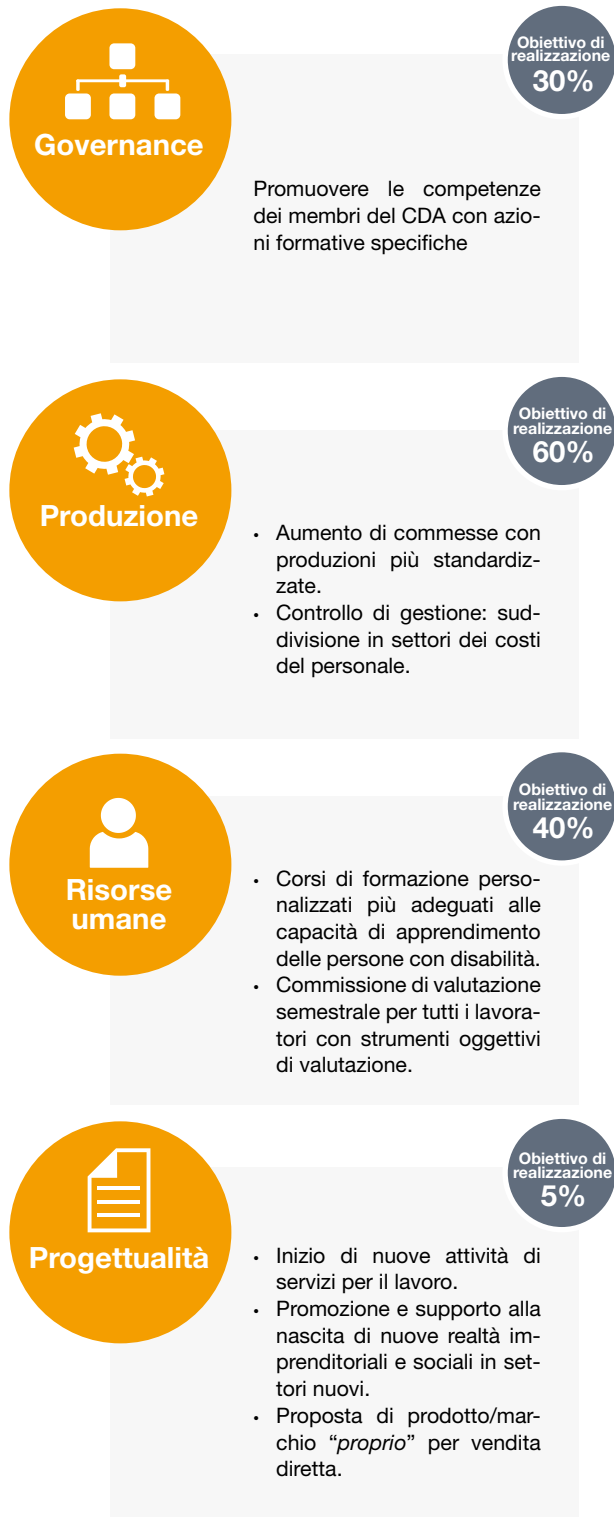 Obiettivo di
realizzazione
30%
Governance
Promuovere le competenze
dei membri del CDA con azio-
ni formative specifiche
Obiettivo di
realizzazione
60%
Produzione
• Aumento di commesse con
produzioni più standardiz-
zate.
• Controllo di gestione: sud-
divisione in settori dei costi
del personale.
Obiettivo di
realizzazione
40%
Risorse
umane
• Corsi di formazione perso-
nalizzati più adeguati alle
capacità di apprendimento
delle persone con disabilità.
• Commissione di valutazione
semestrale per tutti i lavora-
tori con strumenti oggettivi
di valutazione.
Obiettivo di
realizzazione
5%
Progettualità
• Inizio di nuove attività di
servizi per il lavoro.
• Promozione e supporto alla
nascita di nuove realtà im-
prenditoriali e sociali in set-
tori nuovi.
• Proposta di prodotto/mar-
chio “proprio” per vendita
diretta.